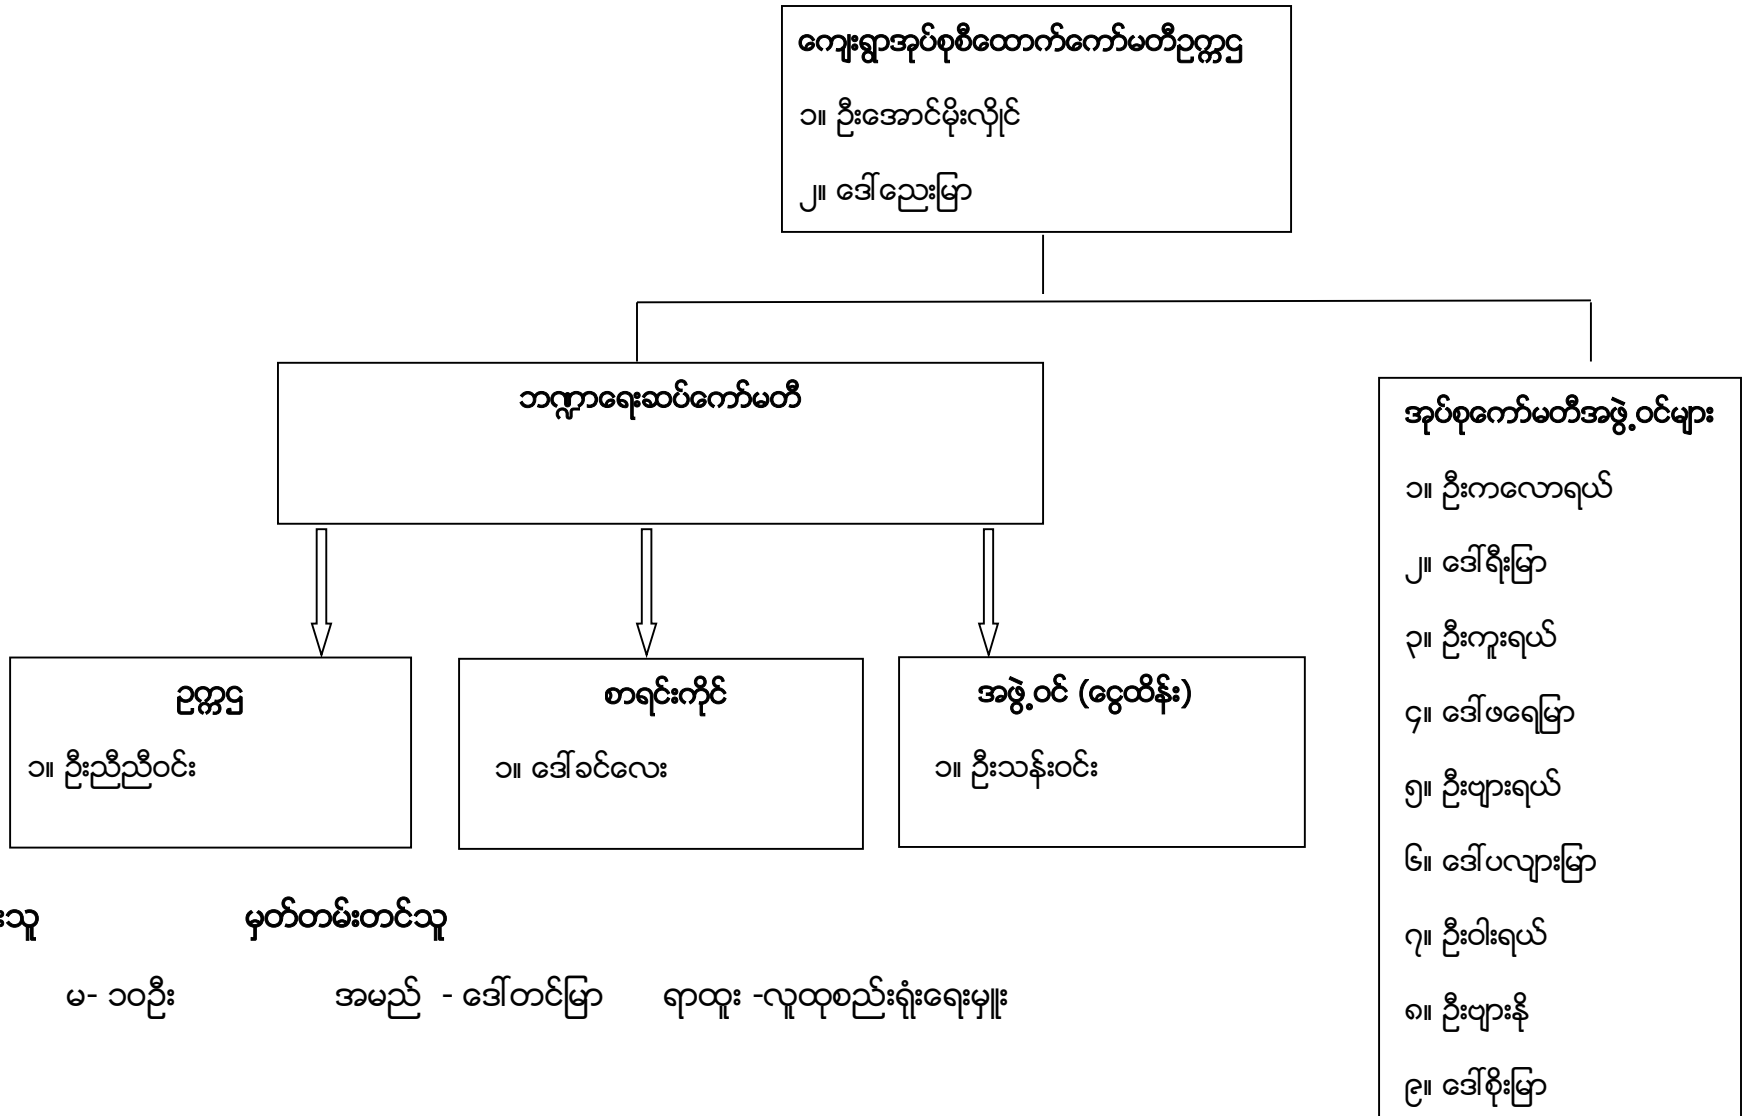 ကျေးရွာအုပ်စုစီထောက်ကော်မတီဥက္ကဌ
၁။ ဦးအောင်မိုးလှိုင်
၂။ ဒေါ်ညေးမြာ
ဘဏ္ဍာရေးဆပ်ကော်မတီ
ဥက္ကဌ
၁။ ဦးညီညီဝင်း
စာရင်းကိုင်
၁။ ဒေါ်ခင်လေး
အဖွဲ့ဝင် (ငွေထိန်း)
၁။ ဦးသန်းဝင်း
အုပ်စုကော်မတီအဖွဲ့ဝင်များ
၁။ ဦးကလောရယ်
၂။ ဒေါ်ရီးမြာ
၃။ ဦးကူးရယ်
၄။ ဒေါ်ဖရေမြာ
၅။ ဦးဗျားရယ်
၆။ ဒေါ်ပလျားမြာ
၇။ ဦးဝါးရယ်
၈။ ဦးဗျားနို
၉။ ဒေါ်စိုးမြာ
မှတ်တမ်းတင်သူ
မ- ၁၀ဦး အမည် - ဒေါ်တင်မြာ ရာထူး -လူထုစည်းရုံးရေးမှူး